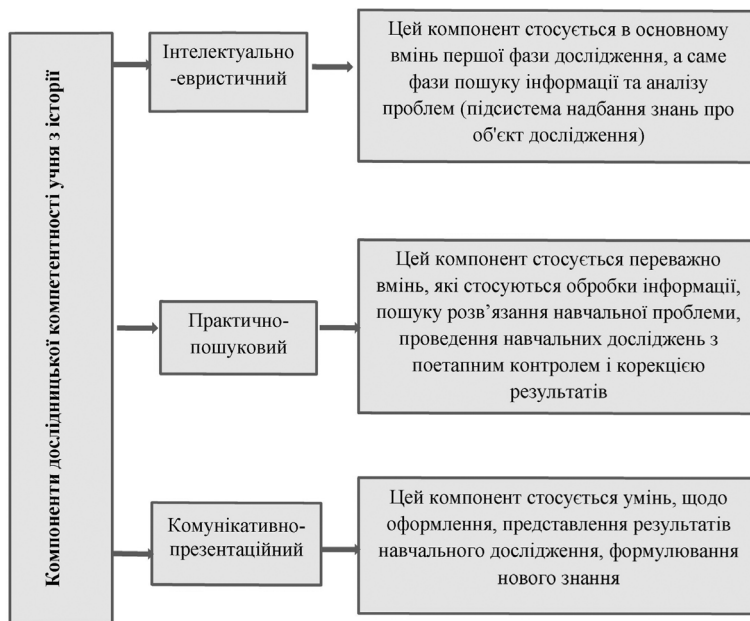 Компоненти дослідницької компетентності учня з історії
Інтелектуально
-евристичний
Цей компонент стосується в основному
вмінь першої фази дослідження, а саме
фази пошуку інформації та аналізу
проблем (підсистема надбання знань про
об'єкт дослідження)
Практично-
пошуковий
Цей компонент стосується переважно
вмінь, які стосуються обробки інформації,
пошуку розв’язання навчальної проблеми,
проведення навчальних досліджень з
поетапним контролем і корекцією
результатів
Комунікативно-
презентаційний
Цей компонент стосується умінь, щодо
оформлення, представлення результатів
навчального дослідження, формулювання
нового знання